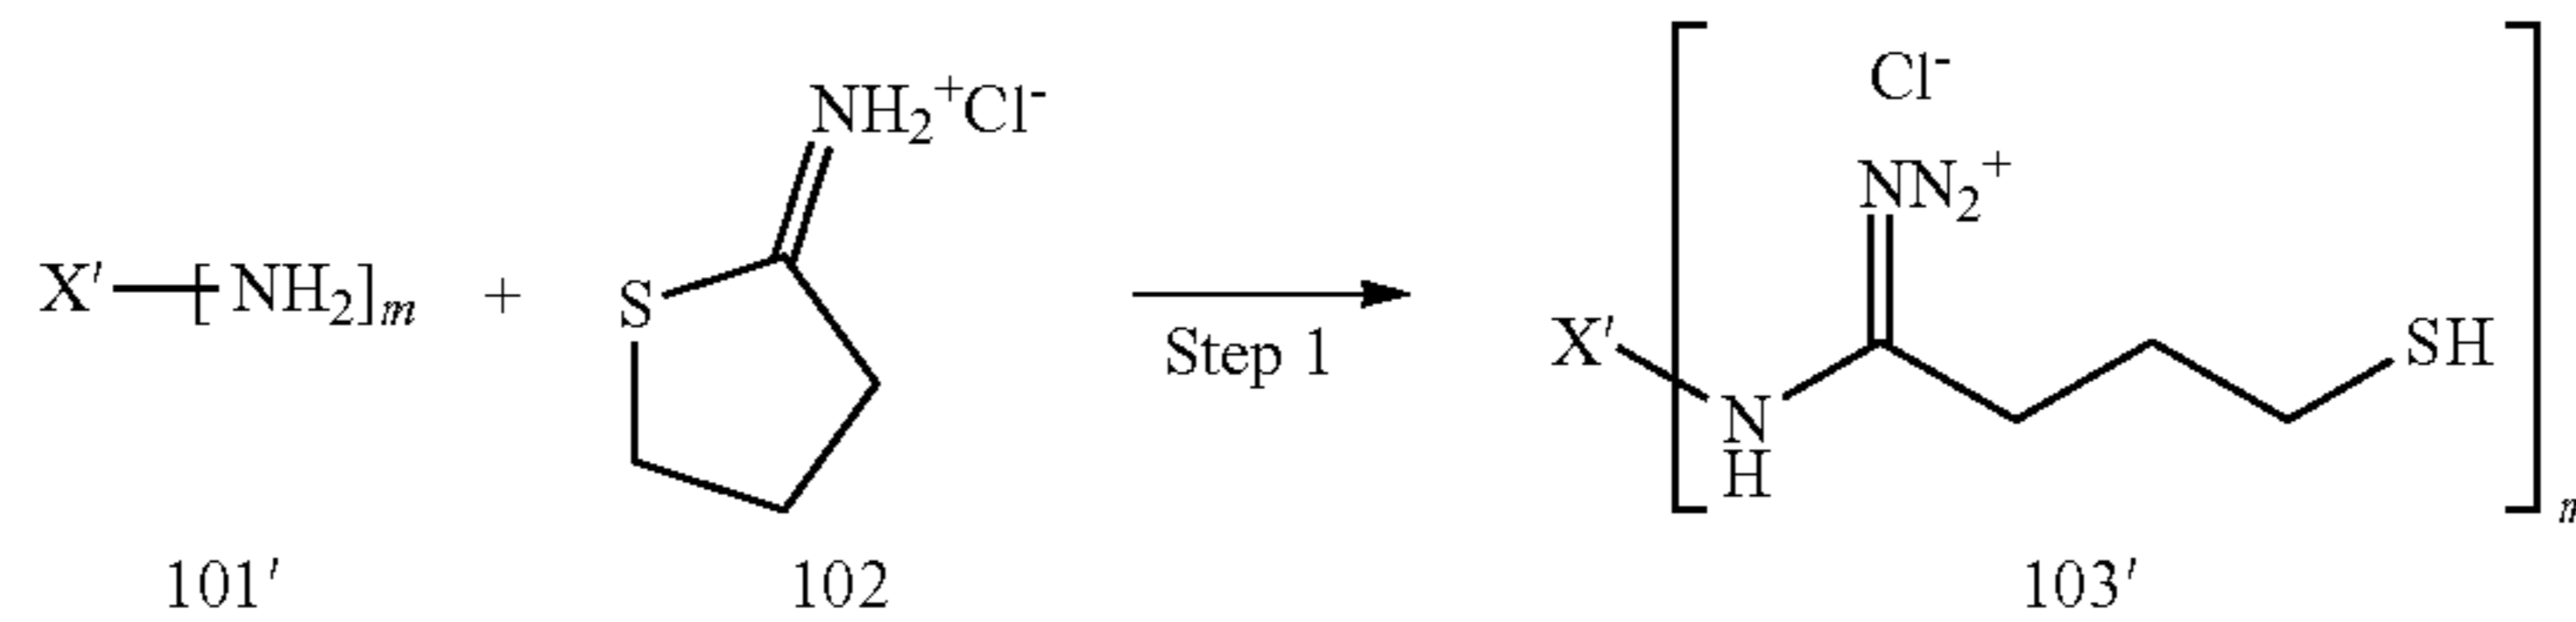 X′—[NH₂]ₘ + S NH₂⁺Cl⁻
Step 1
Cl⁻
NN₂⁺
X′ N H SH
101′ 102 103′